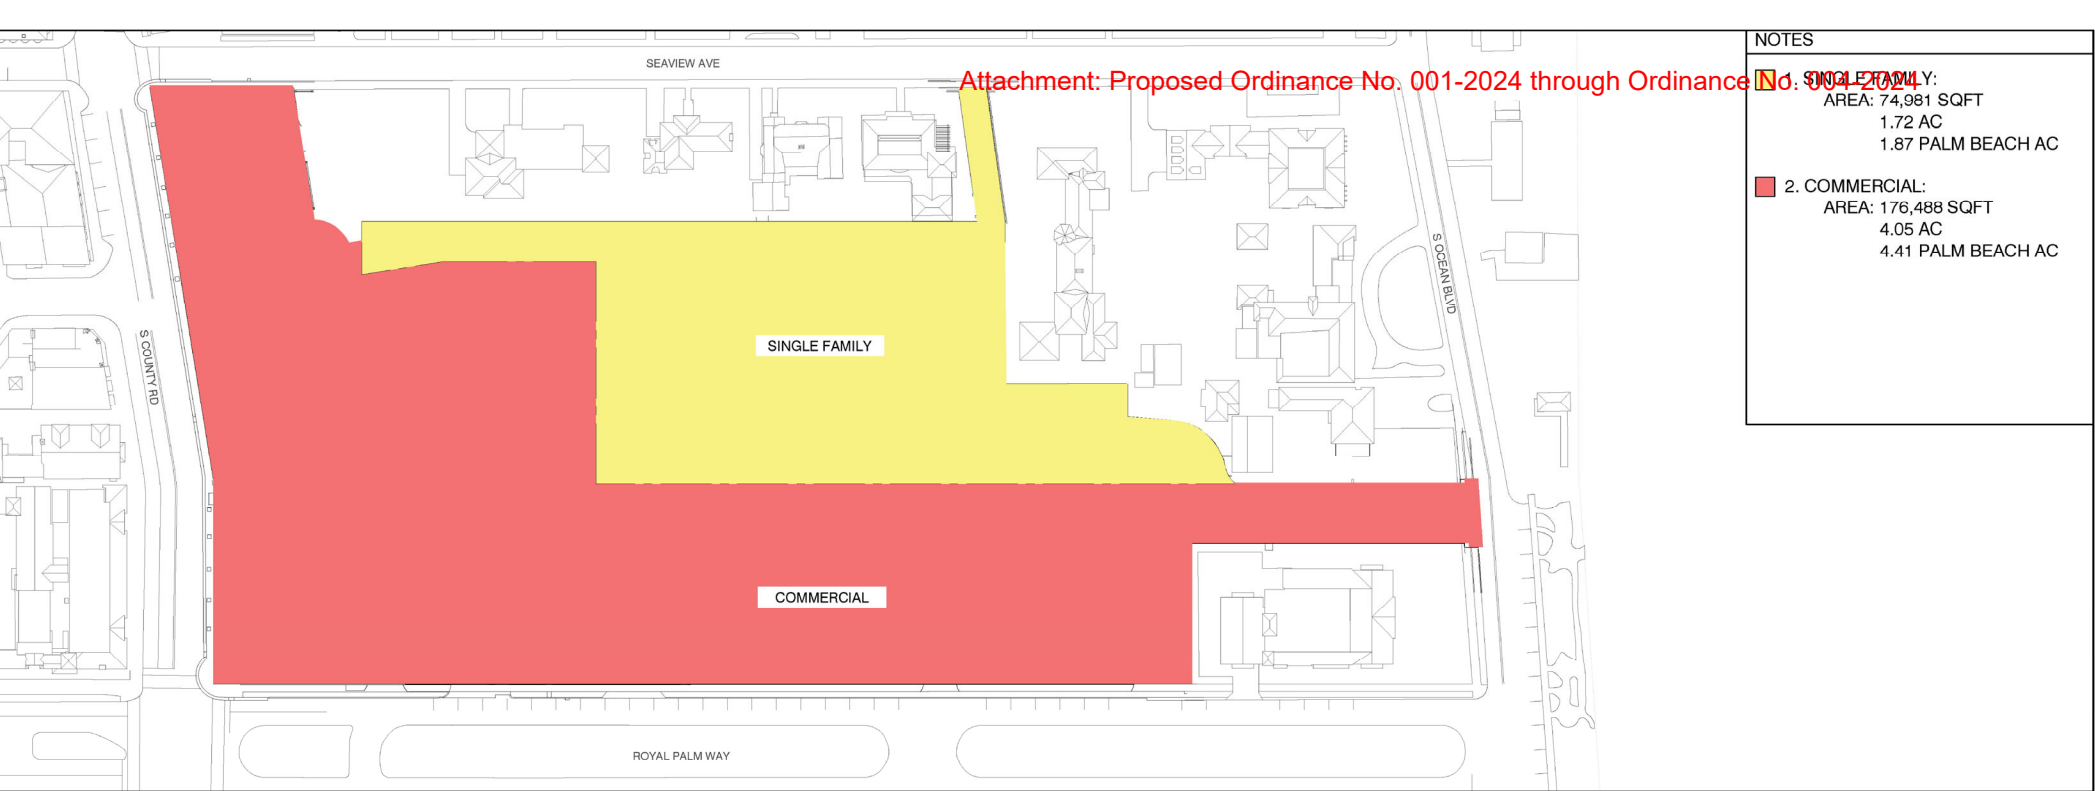 NOTES
SEAVIEW AVE
Attachment: Proposed Ordinance No. 001-2024 through Ordinance No. 004-2024
1. SINGLE FAMILY:
AREA: 74,981 SQFT
1.72 AC
1.87 PALM BEACH AC
2. COMMERCIAL:
AREA: 176,488 SQFT
4.05 AC
4.41 PALM BEACH AC
S OCEAN BLVD
S COUNTY RD
SINGLE FAMILY
COMMERCIAL
ROYAL PALM WAY